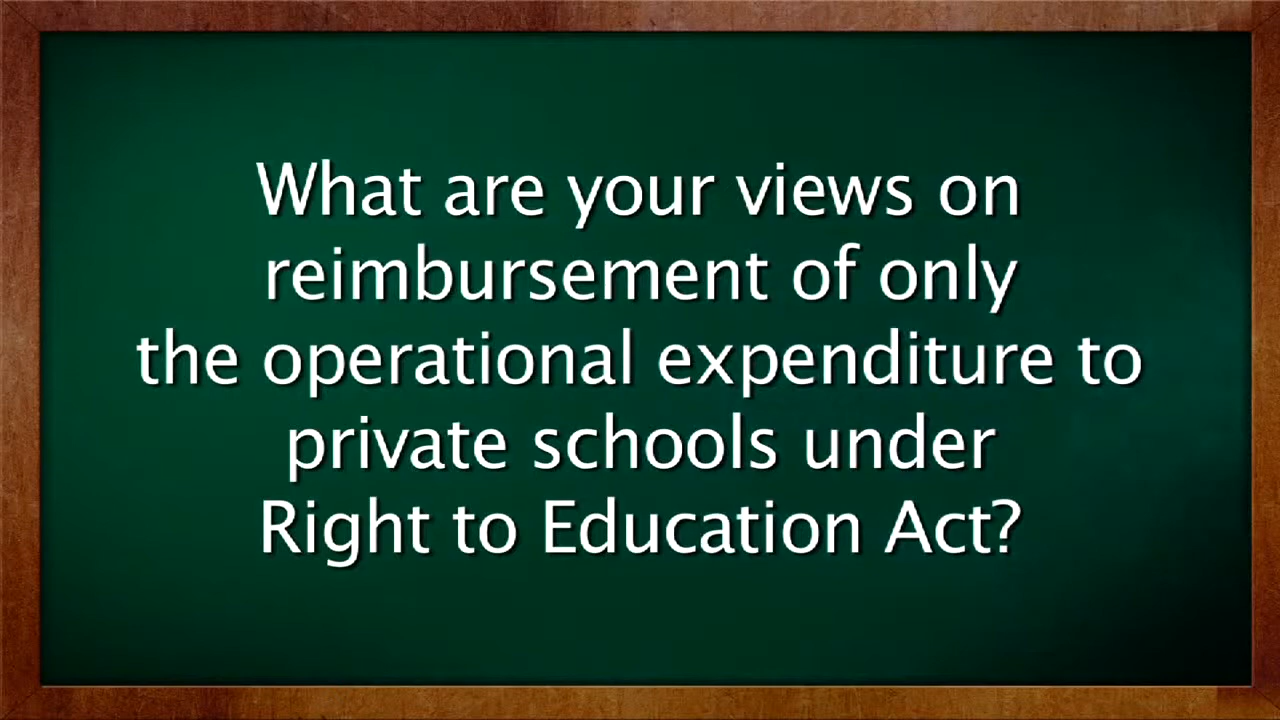 What are your views on
reimbursement of only
the operational expenditure to
private schools under
Right to Education Act?